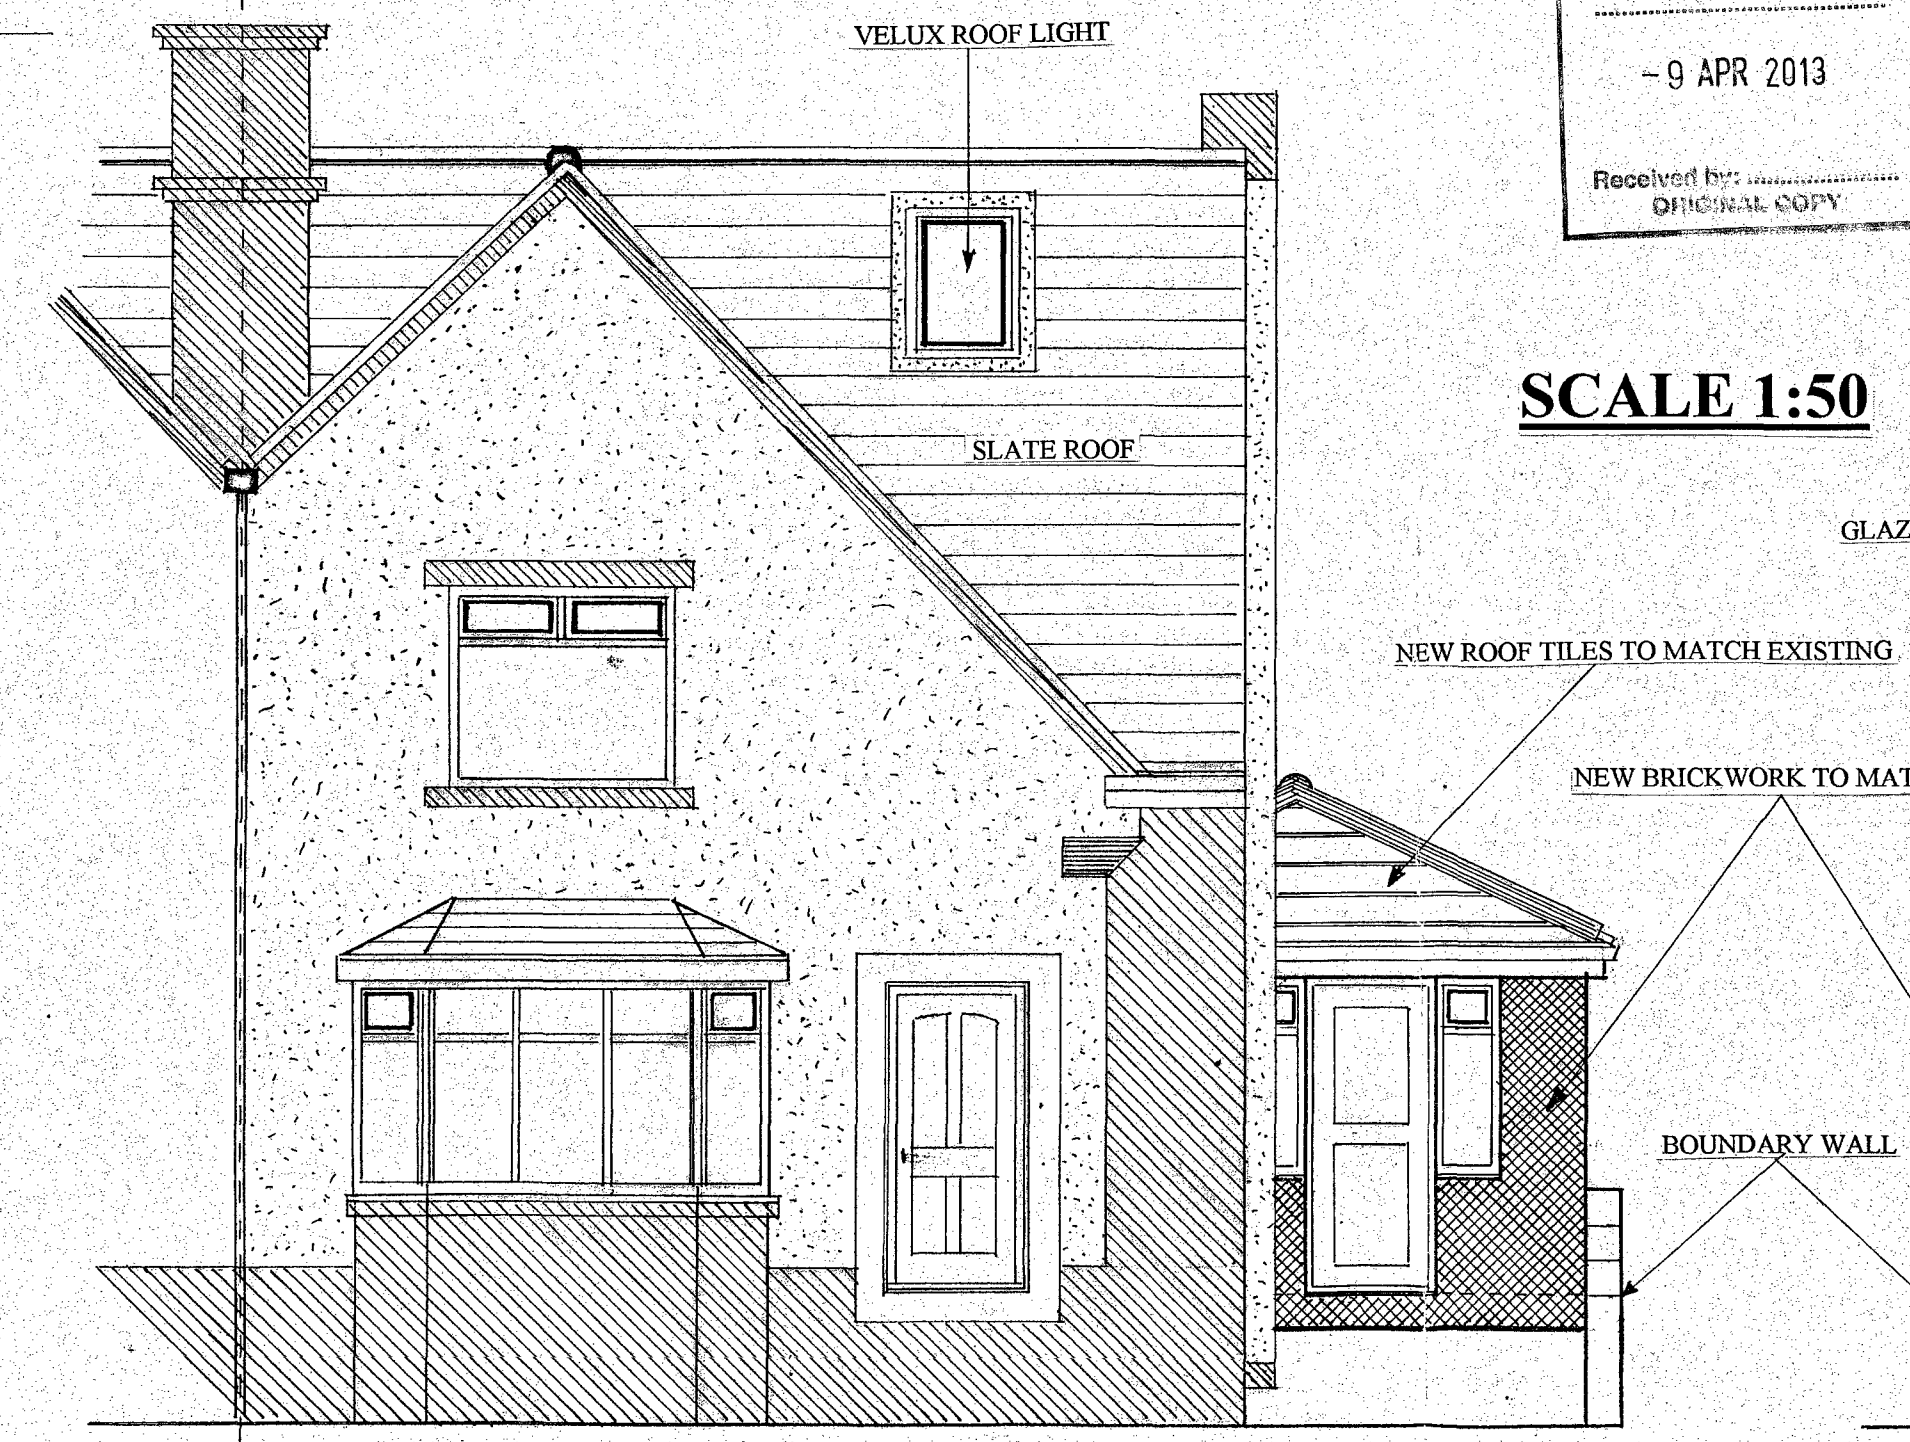 VELUX ROOF LIGHT
- 9 APR 2013
Received by:
ORIGINAL COPY
SCALE 1:50
SLATE ROOF
GLAZ
NEW ROOF TILES TO MATCH EXISTING
NEW BRICKWORK TO MAT
BOUNDARY WALL